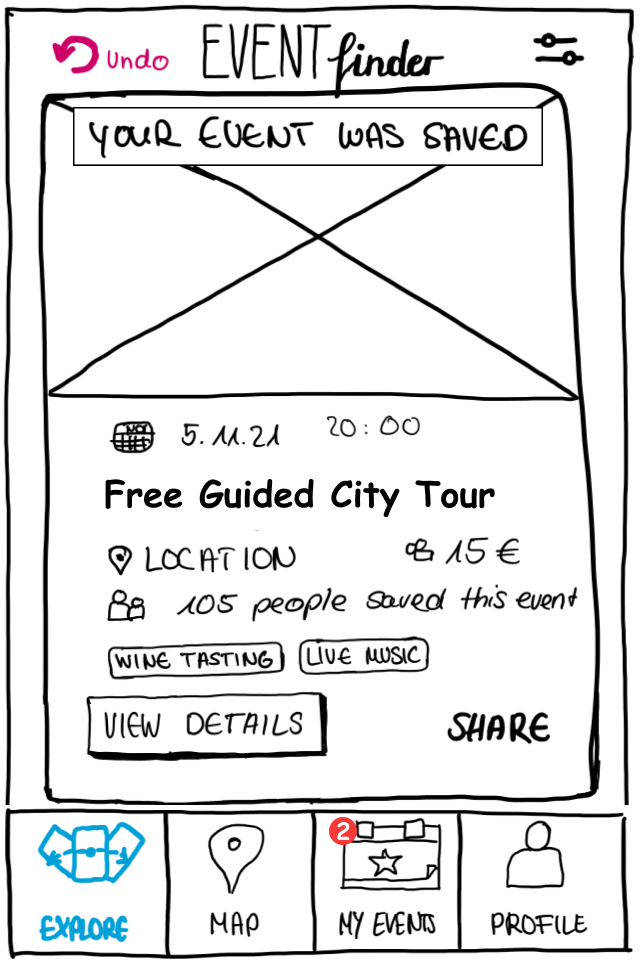 Undo
EVENT finder
YOUR EVENT WAS SAVED
5.11.21 20:00
Free Guided City Tour
LOCATION 15 €
105 people saved this event
WINE TASTING LIVE MUSIC
VIEW DETAILS SHARE
2
EXPLORE MAP MY EVENTS PROFILE